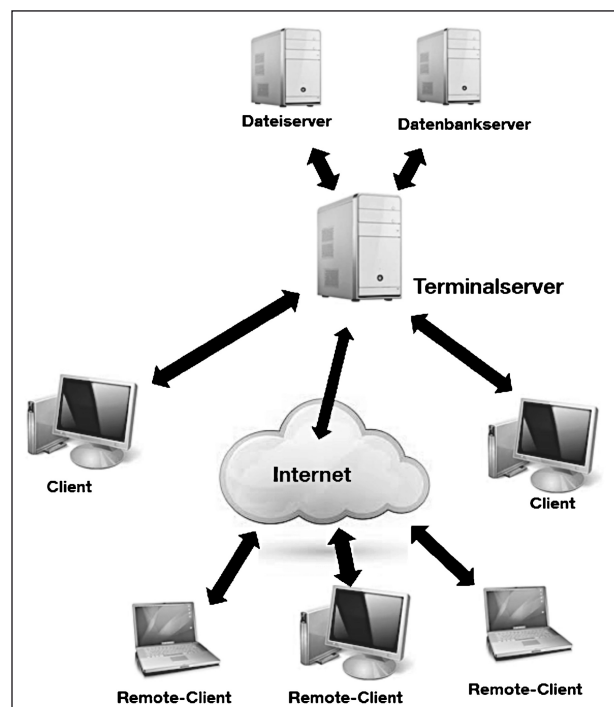 Dateiserver
Datenbankserver
Terminalserver
Client
Internet
Client
Remote-Client
Remote-Client
Remote-Client